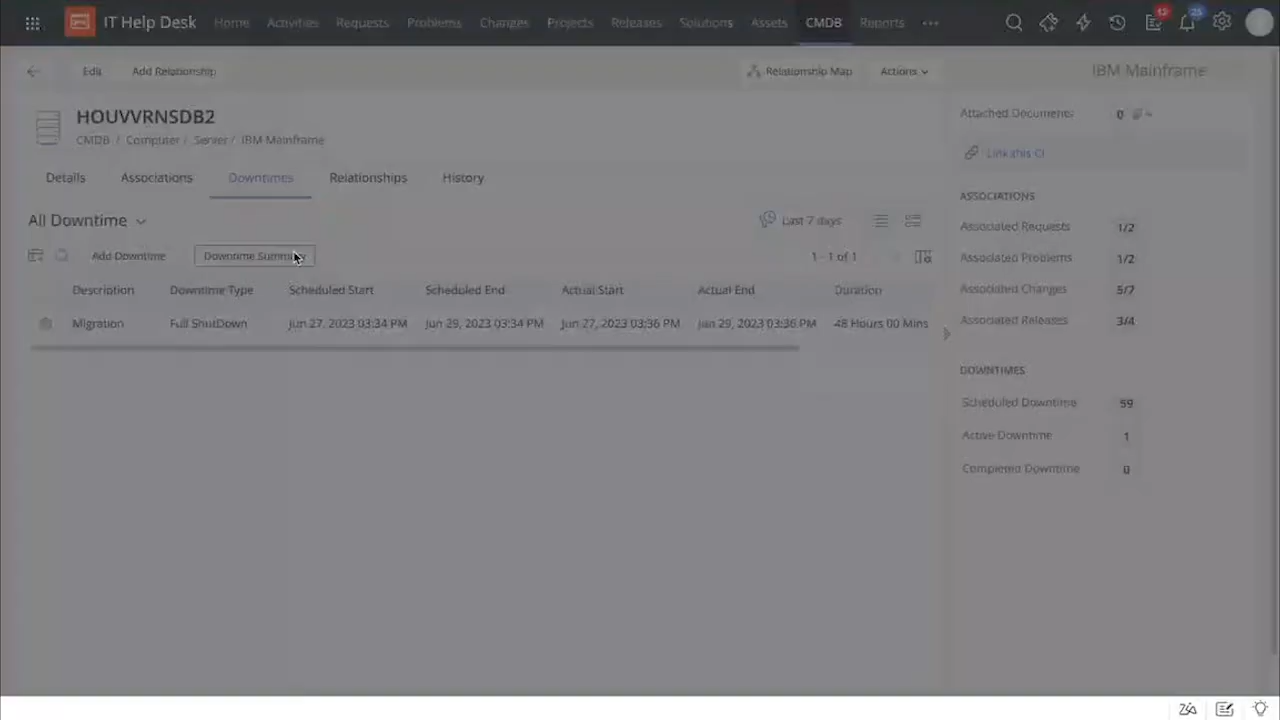 IT Help Desk Home Activities Requests Problems Changes Projects Releases Solutions Assets CMDB Reports 12 25
Edit Add Relationship Relationship Map Actions IBM Mainframe
HOUVVRNSDB2
CMDB / Computer / Server / IBM Mainframe
Details Associations Downtimes Relationships History
All Downtime Last 7 days
Add Downtime Downtime Summary 1 - 1 of 1
Description Downtime Type Scheduled Start Scheduled End Actual Start Actual End Duration
Migration Full ShutDown Jun 27, 2023 03:34 PM Jun 29, 2023 03:34 PM Jun 27, 2023 03:36 PM Jun 29, 2023 03:36 PM 48 Hours 00 Mins
Attached Documents 0
Link this CI
ASSOCIATIONS
Associated Requests 1/2
Associated Problems 1/2
Associated Changes 5/7
Associated Releases 3/4
DOWNTIMES
Scheduled Downtime 59
Active Downtime 1
Completed Downtime 0